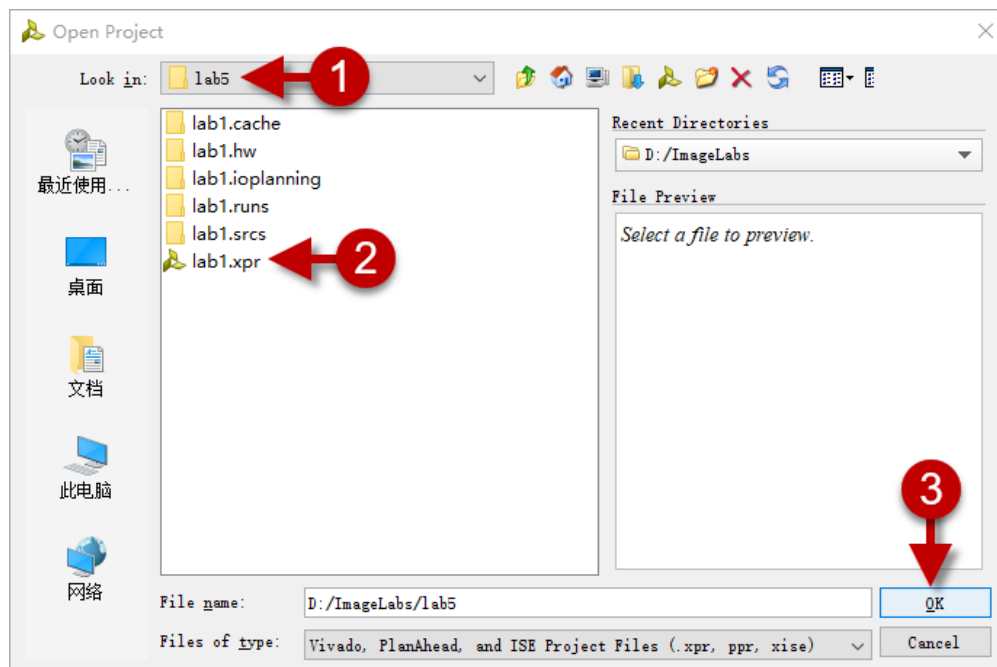 Open Project
Look in: lab5
1
lab1.cache
lab1.hw
lab1.ioplanning
lab1.runs
lab1.srcs
lab1.xpr
2
最近使用...
桌面
文档
此电脑
网络
Recent Directories
D:/ImageLabs
File Preview
Select a file to preview.
3
File name: D:/ImageLabs/lab5
OK
Files of type: Vivado, PlanAhead, and ISE Project Files (.xpr, ppr, xise)
Cancel